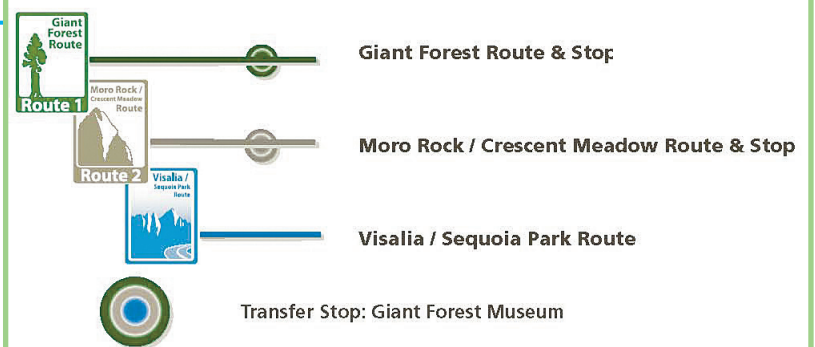 Giant
Forest
Route
Route 1
Giant Forest Route & Stop
Moro Rock /
Crescent Meadow
Route
Route 2
Moro Rock / Crescent Meadow Route & Stop
Visalia /
Sequoia Park
Route
Visalia / Sequoia Park Route
Transfer Stop: Giant Forest Museum